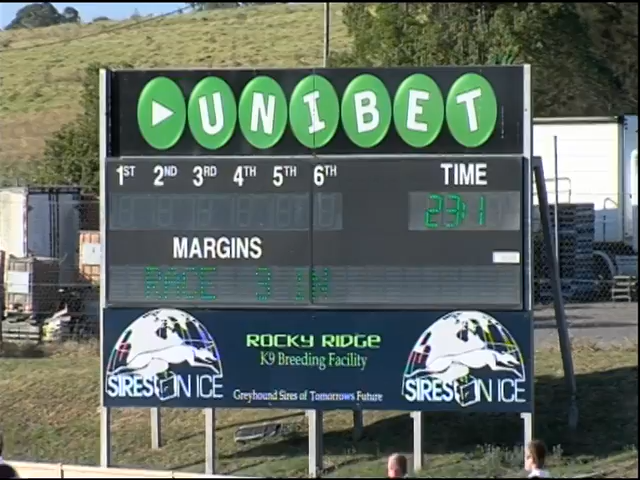 UNIBET
1ST 2ND 3RD 4TH 5TH 6TH TIME
23:1
MARGINS
RACE 3 IN
ROCKY RIDGE
K9 Breeding Facility
SIRES ON ICE
Greyhound Sires of Tomorrows Future
SIRES ON ICE